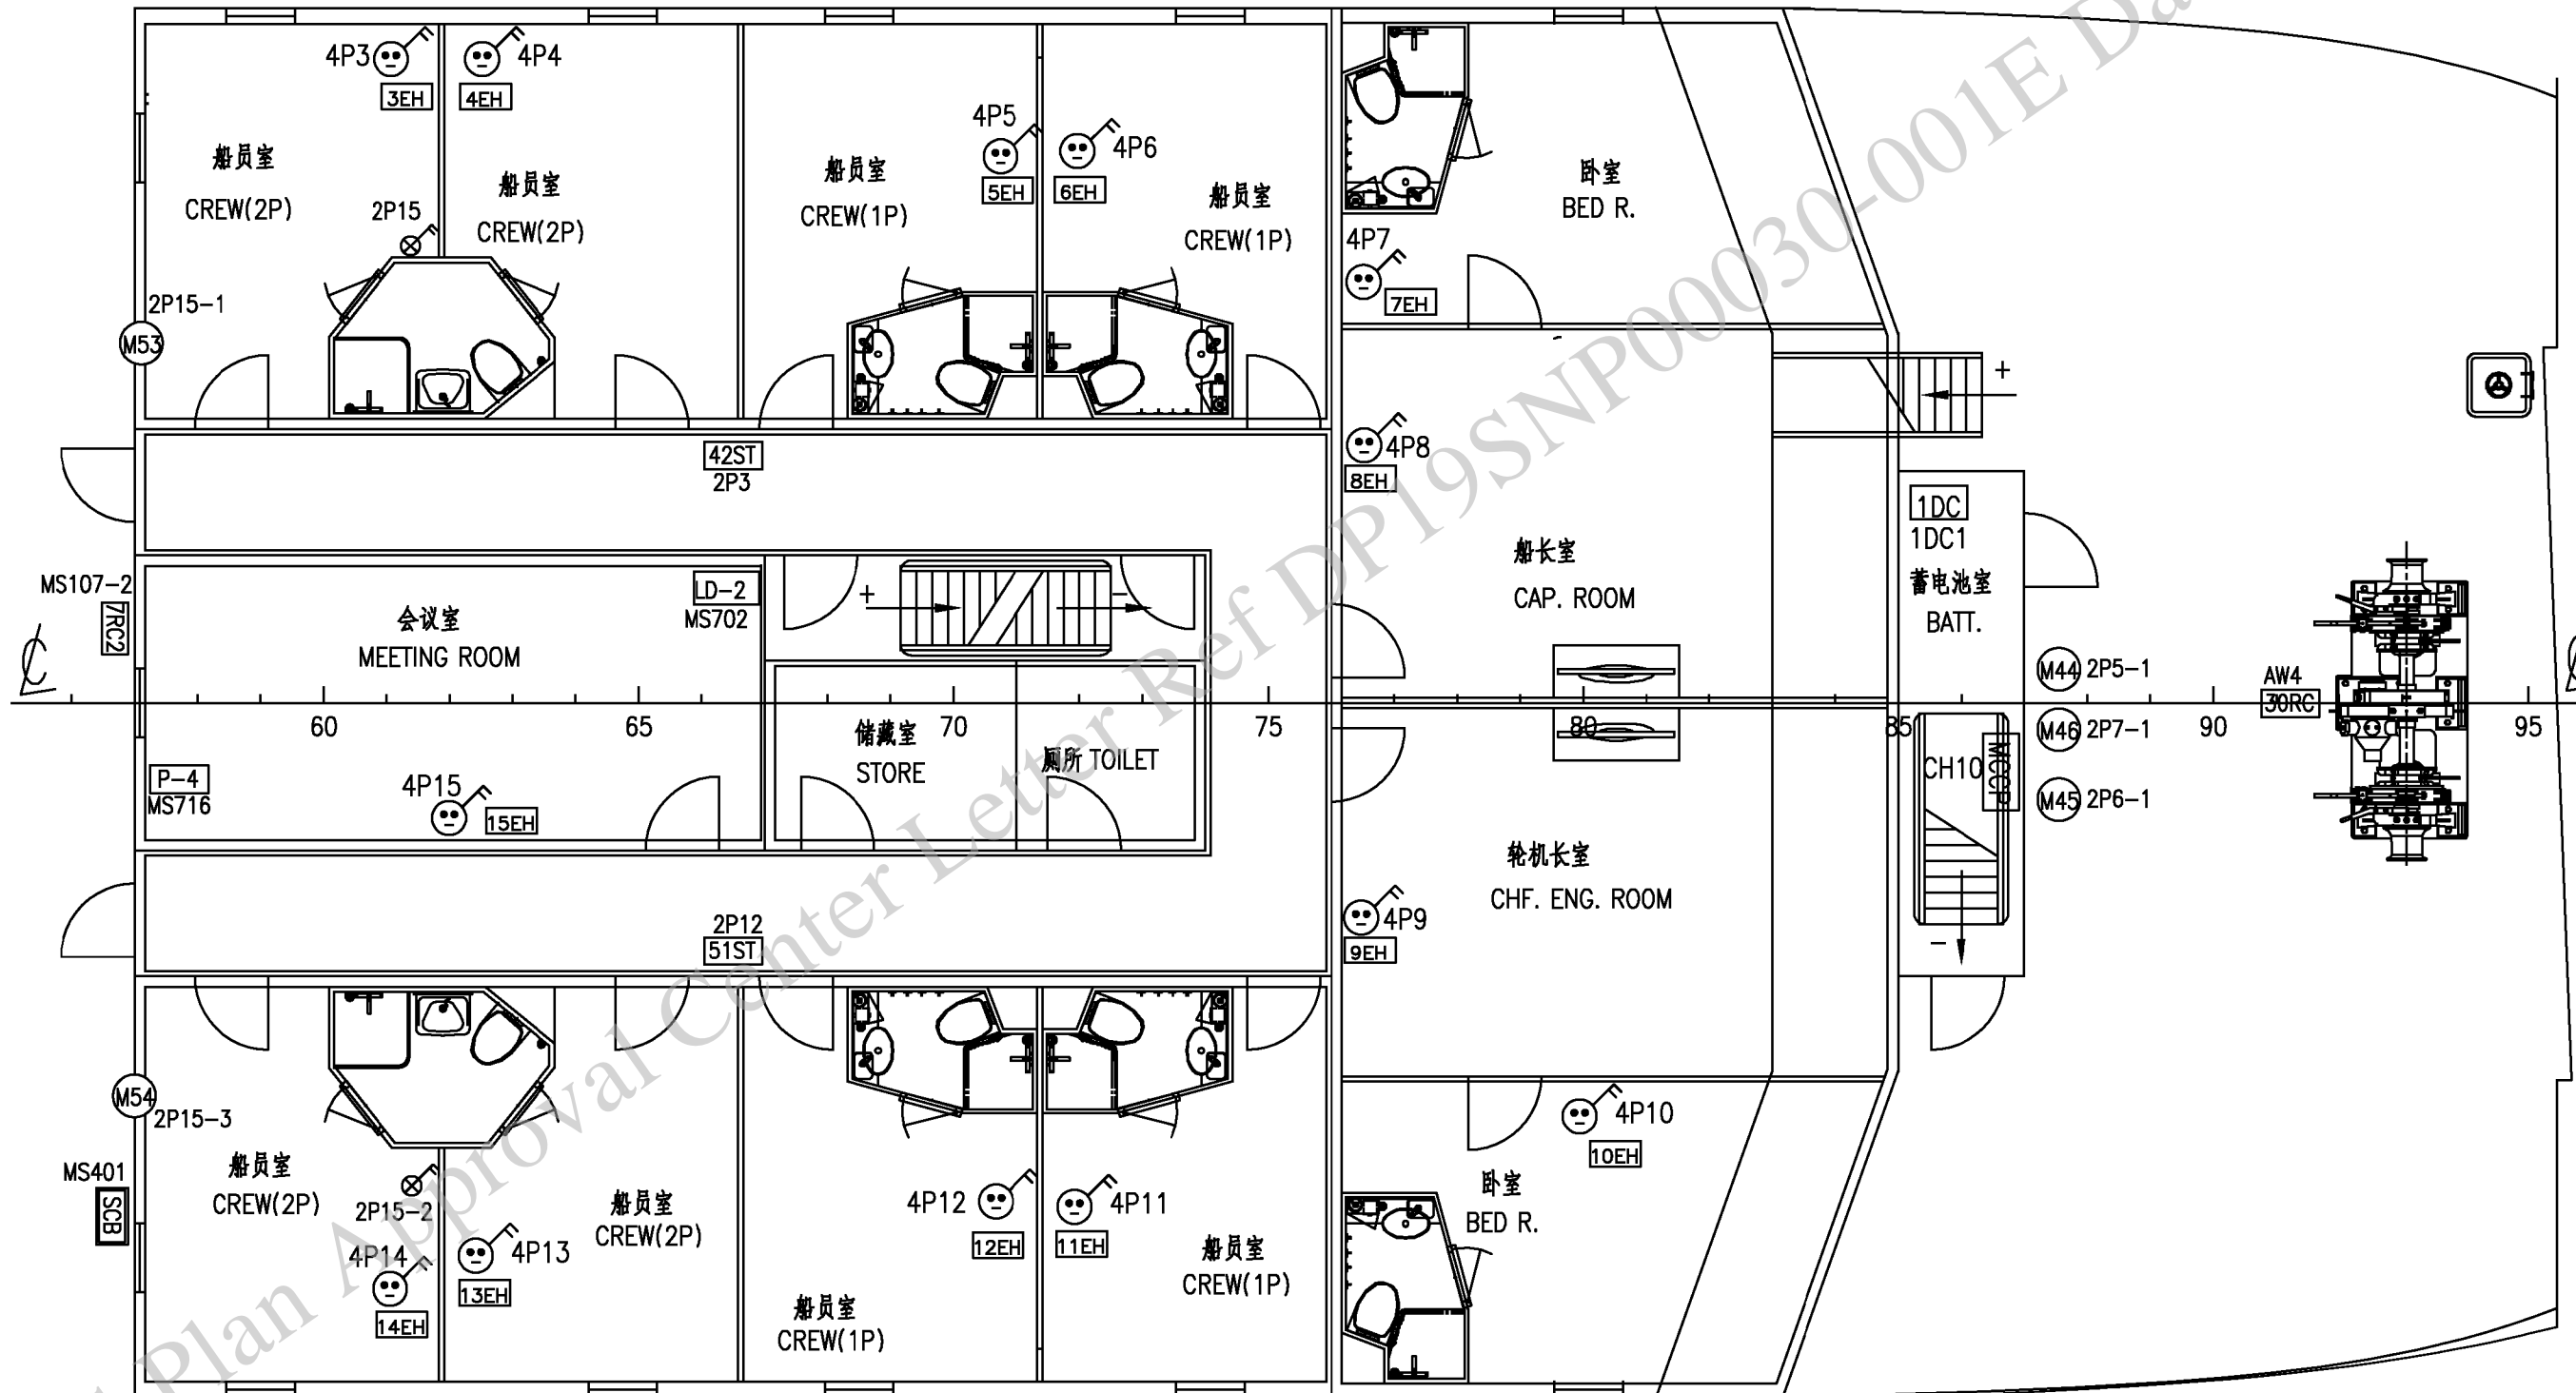 4P3
4P4
3EH
4EH
4P5
4P6
5EH
6EH
船员室
CREW(2P)
船员室
CREW(2P)
船员室
CREW(1P)
船员室
CREW(1P)
卧室
BED R.
2P15
4P7
7EH
2P15-1
M53
42ST
2P3
4P8
8EH
+
1DC
1DC1
蓄电池室
BATT.
船长室
CAP. ROOM
MS107-2
7RC2
会议室
MEETING ROOM
LD-2
MS702
+
-
M44 2P5-1
M46 2P7-1
M45 2P6-1
AW4
30RC
60
65
70
75
80
85
90
95
储藏室
STORE
厕所 TOILET
P-4
MS716
4P15
15EH
CH10
MCCP
轮机长室
CHF. ENG. ROOM
4P9
9EH
-
2P12
51ST
M54
2P15-3
4P10
10EH
船员室
CREW(2P)
MS401
SCB
2P15-2
船员室
CREW(2P)
4P12
12EH
4P11
11EH
卧室
BED R.
4P14
14EH
4P13
13EH
船员室
CREW(1P)
船员室
CREW(1P)
Plan Approval Center Letter Ref DP19SNP00030-001E Da